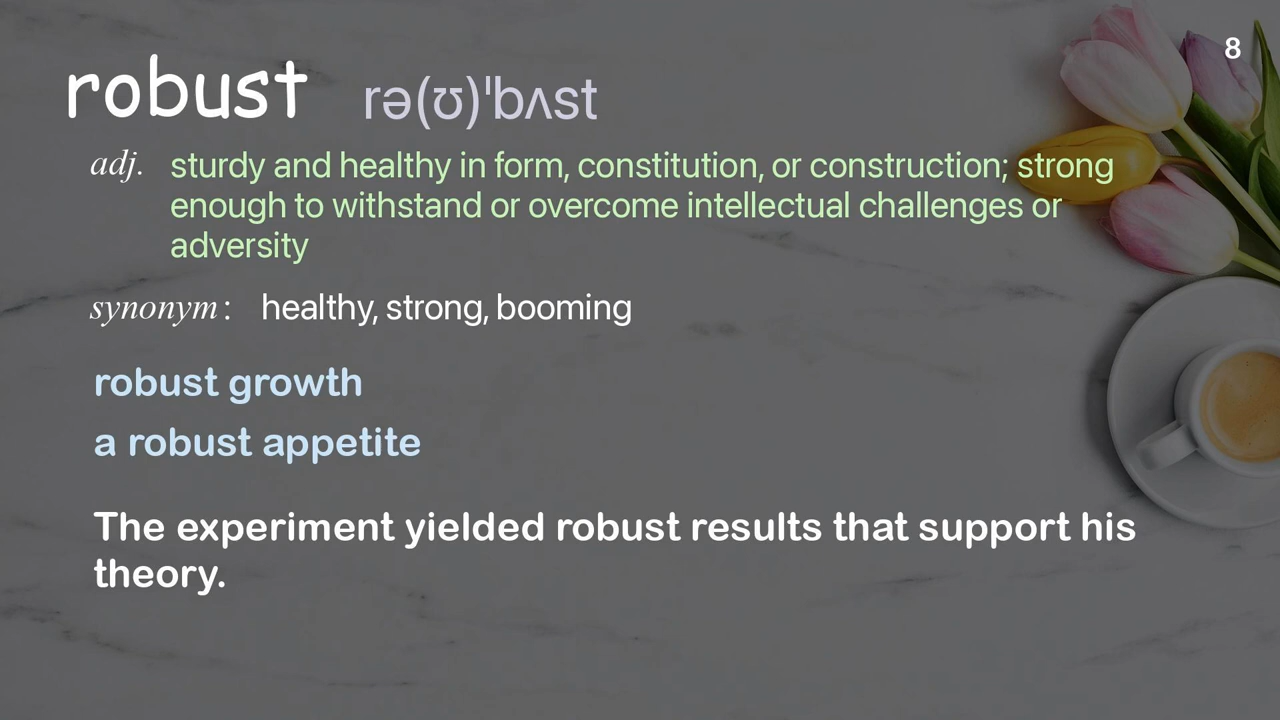 8
robust rə(ʊ)ˈbʌst
adj. sturdy and healthy in form, constitution, or construction; strong
enough to withstand or overcome intellectual challenges or
adversity
synonym: healthy, strong, booming
robust growth
a robust appetite
The experiment yielded robust results that support his
theory.